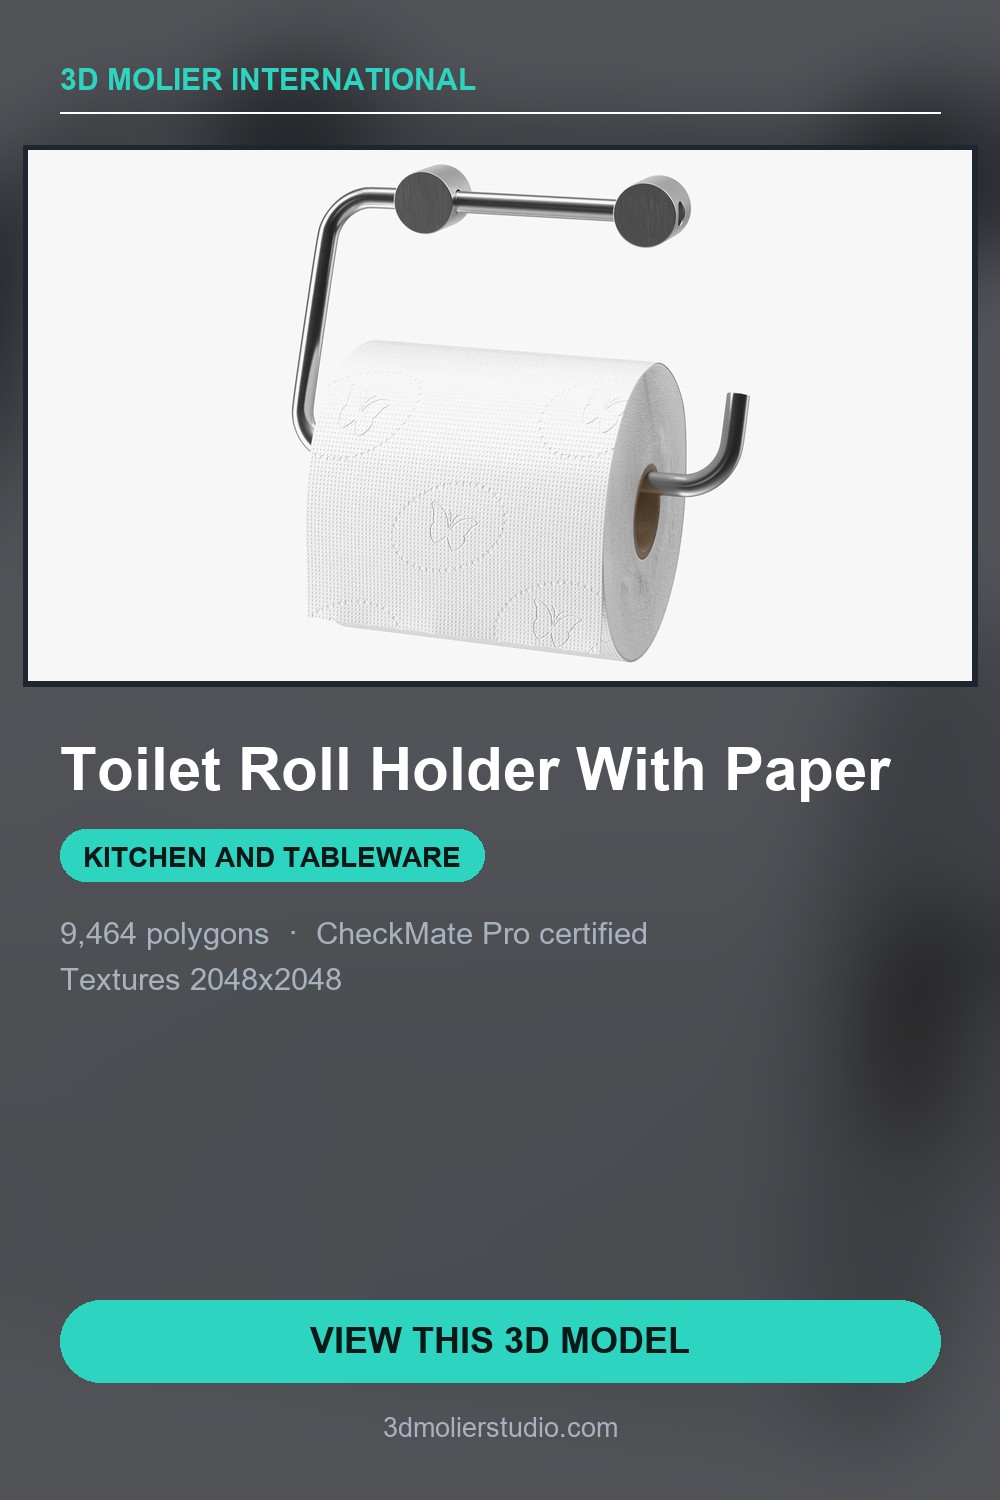 3D MOLIER INTERNATIONAL
Toilet Roll Holder With Paper
KITCHEN AND TABLEWARE
9,464 polygons · CheckMate Pro certified
Textures 2048x2048
VIEW THIS 3D MODEL
3dmolierstudio.com